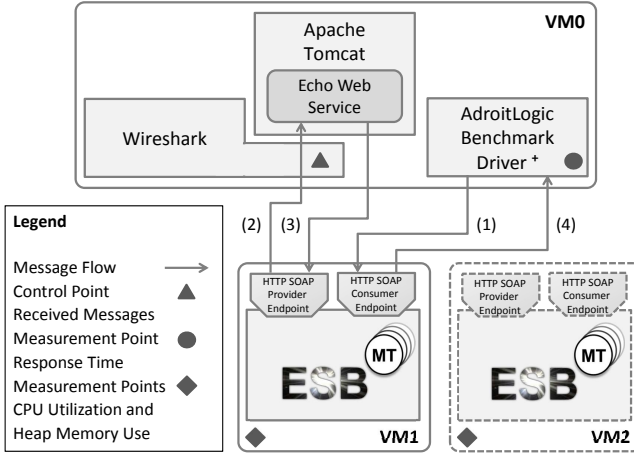 VM0
Apache
Tomcat
Echo Web
Service
Wireshark
AdroitLogic
Benchmark
Driver +
(2)
(3)
(1)
(4)
Legend
Message Flow
Control Point
Received Messages
Measurement Point
Response Time
Measurement Points
CPU Utilization and
Heap Memory Use
HTTP SOAP
Provider
Endpoint
HTTP SOAP
Consumer
Endpoint
MT
ESB
VM1
HTTP SOAP
Provider
Endpoint
HTTP SOAP
Consumer
Endpoint
MT
ESB
VM2